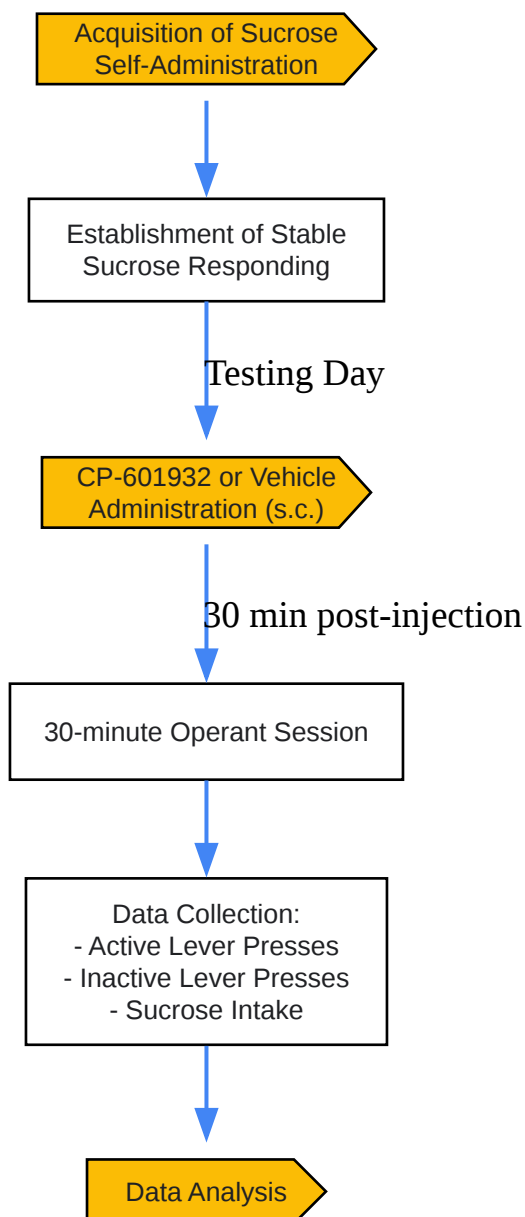 Acquisition of Sucrose
Self-Administration
Establishment of Stable
Sucrose Responding
Testing Day
CP-601932 or Vehicle
Administration (s.c.)
30 min post-injection
30-minute Operant Session
Data Collection:
- Active Lever Presses
- Inactive Lever Presses
- Sucrose Intake
Data Analysis